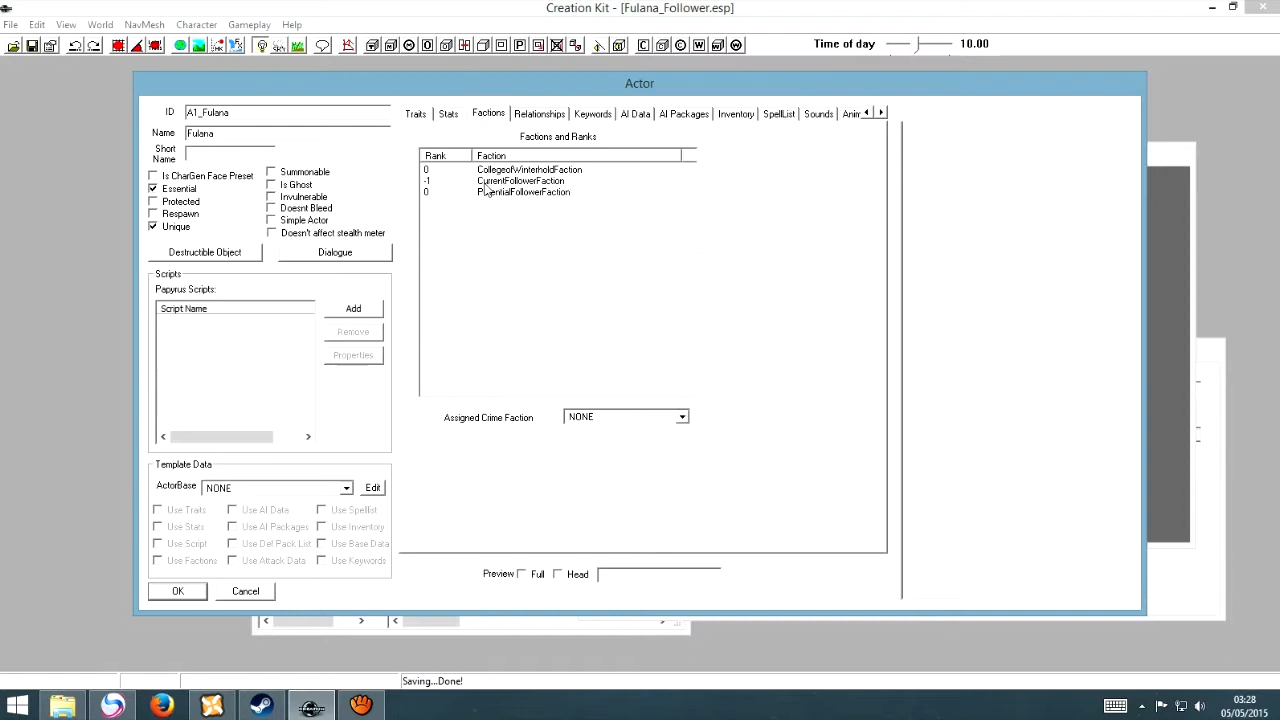 Creation Kit - [Fulana_Follower.esp]
File Edit View World NavMesh Character Gameplay Help
Time of day 10.00
Actor
ID A1_Fulana
Name Fulana
Short Name
Is CharGen Face Preset
Essential
Protected
Respawn
Unique
Summonable
Is Ghost
Invulnerable
Doesnt Bleed
Simple Actor
Doesn't affect stealth meter
Destructible Object
Dialogue
Scripts
Papyrus Scripts:
Script Name
Add
Remove
Properties
Template Data
ActorBase NONE Edit
Use Traits Use AI Data Use Spellist
Use Stats Use AI Packages Use Inventory
Use Script Use Def Pack List Use Base Data
Use Factions Use Attack Data Use Keywords
OK Cancel
Traits Stats Factions Relationships Keywords AI Data AI Packages Inventory SpellList Sounds Anim
Factions and Ranks
Rank Faction
0 CollegeofWinterholdFaction
-1 CurrentFollowerFaction
0 PotentialFollowerFaction
Assigned Crime Faction NONE
Preview Full Head
Saving...Done!
03:28
05/05/2015